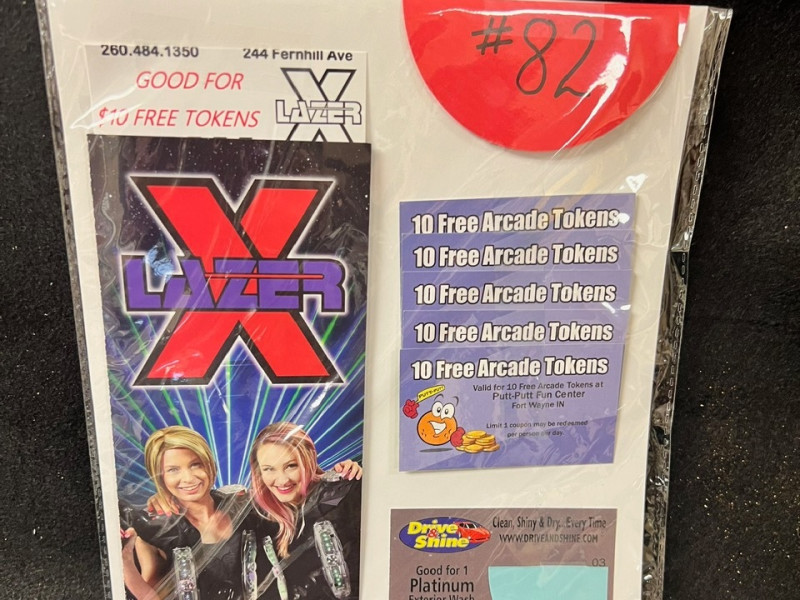 #82
260.484.1350 244 Fernhill Ave
GOOD FOR
$10 FREE TOKENS
X
LAZER
X
LAZER
10 Free Arcade Tokens
10 Free Arcade Tokens
10 Free Arcade Tokens
10 Free Arcade Tokens
10 Free Arcade Tokens
Valid for 10 Free Arcade Tokens at
Putt-Putt Fun Center
Fort Wayne IN
Limit 1 coupon may be redeemed
per person per day.
Drive & Shine
Clean, Shiny & Dry...Every Time
WWW.DRIVEANDSHINE.COM
03
Good for 1
Platinum
Exterior Wash